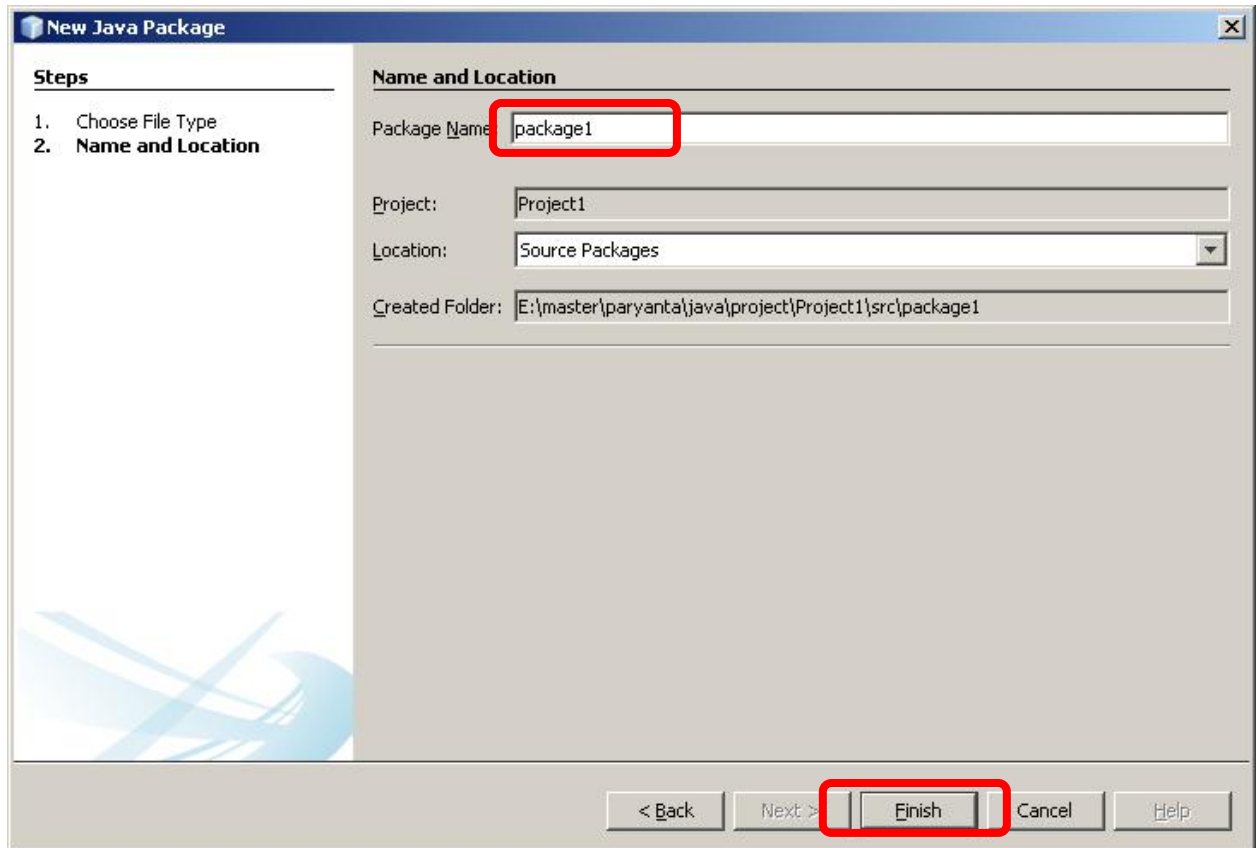 New Java Package
Steps
1. Choose File Type
2. Name and Location
Name and Location
Package Name: package1
Project: Project1
Location: Source Packages
Created Folder: E:\master\paryanta\java\project\Project1\src\package1
< Back Next > Finish Cancel Help